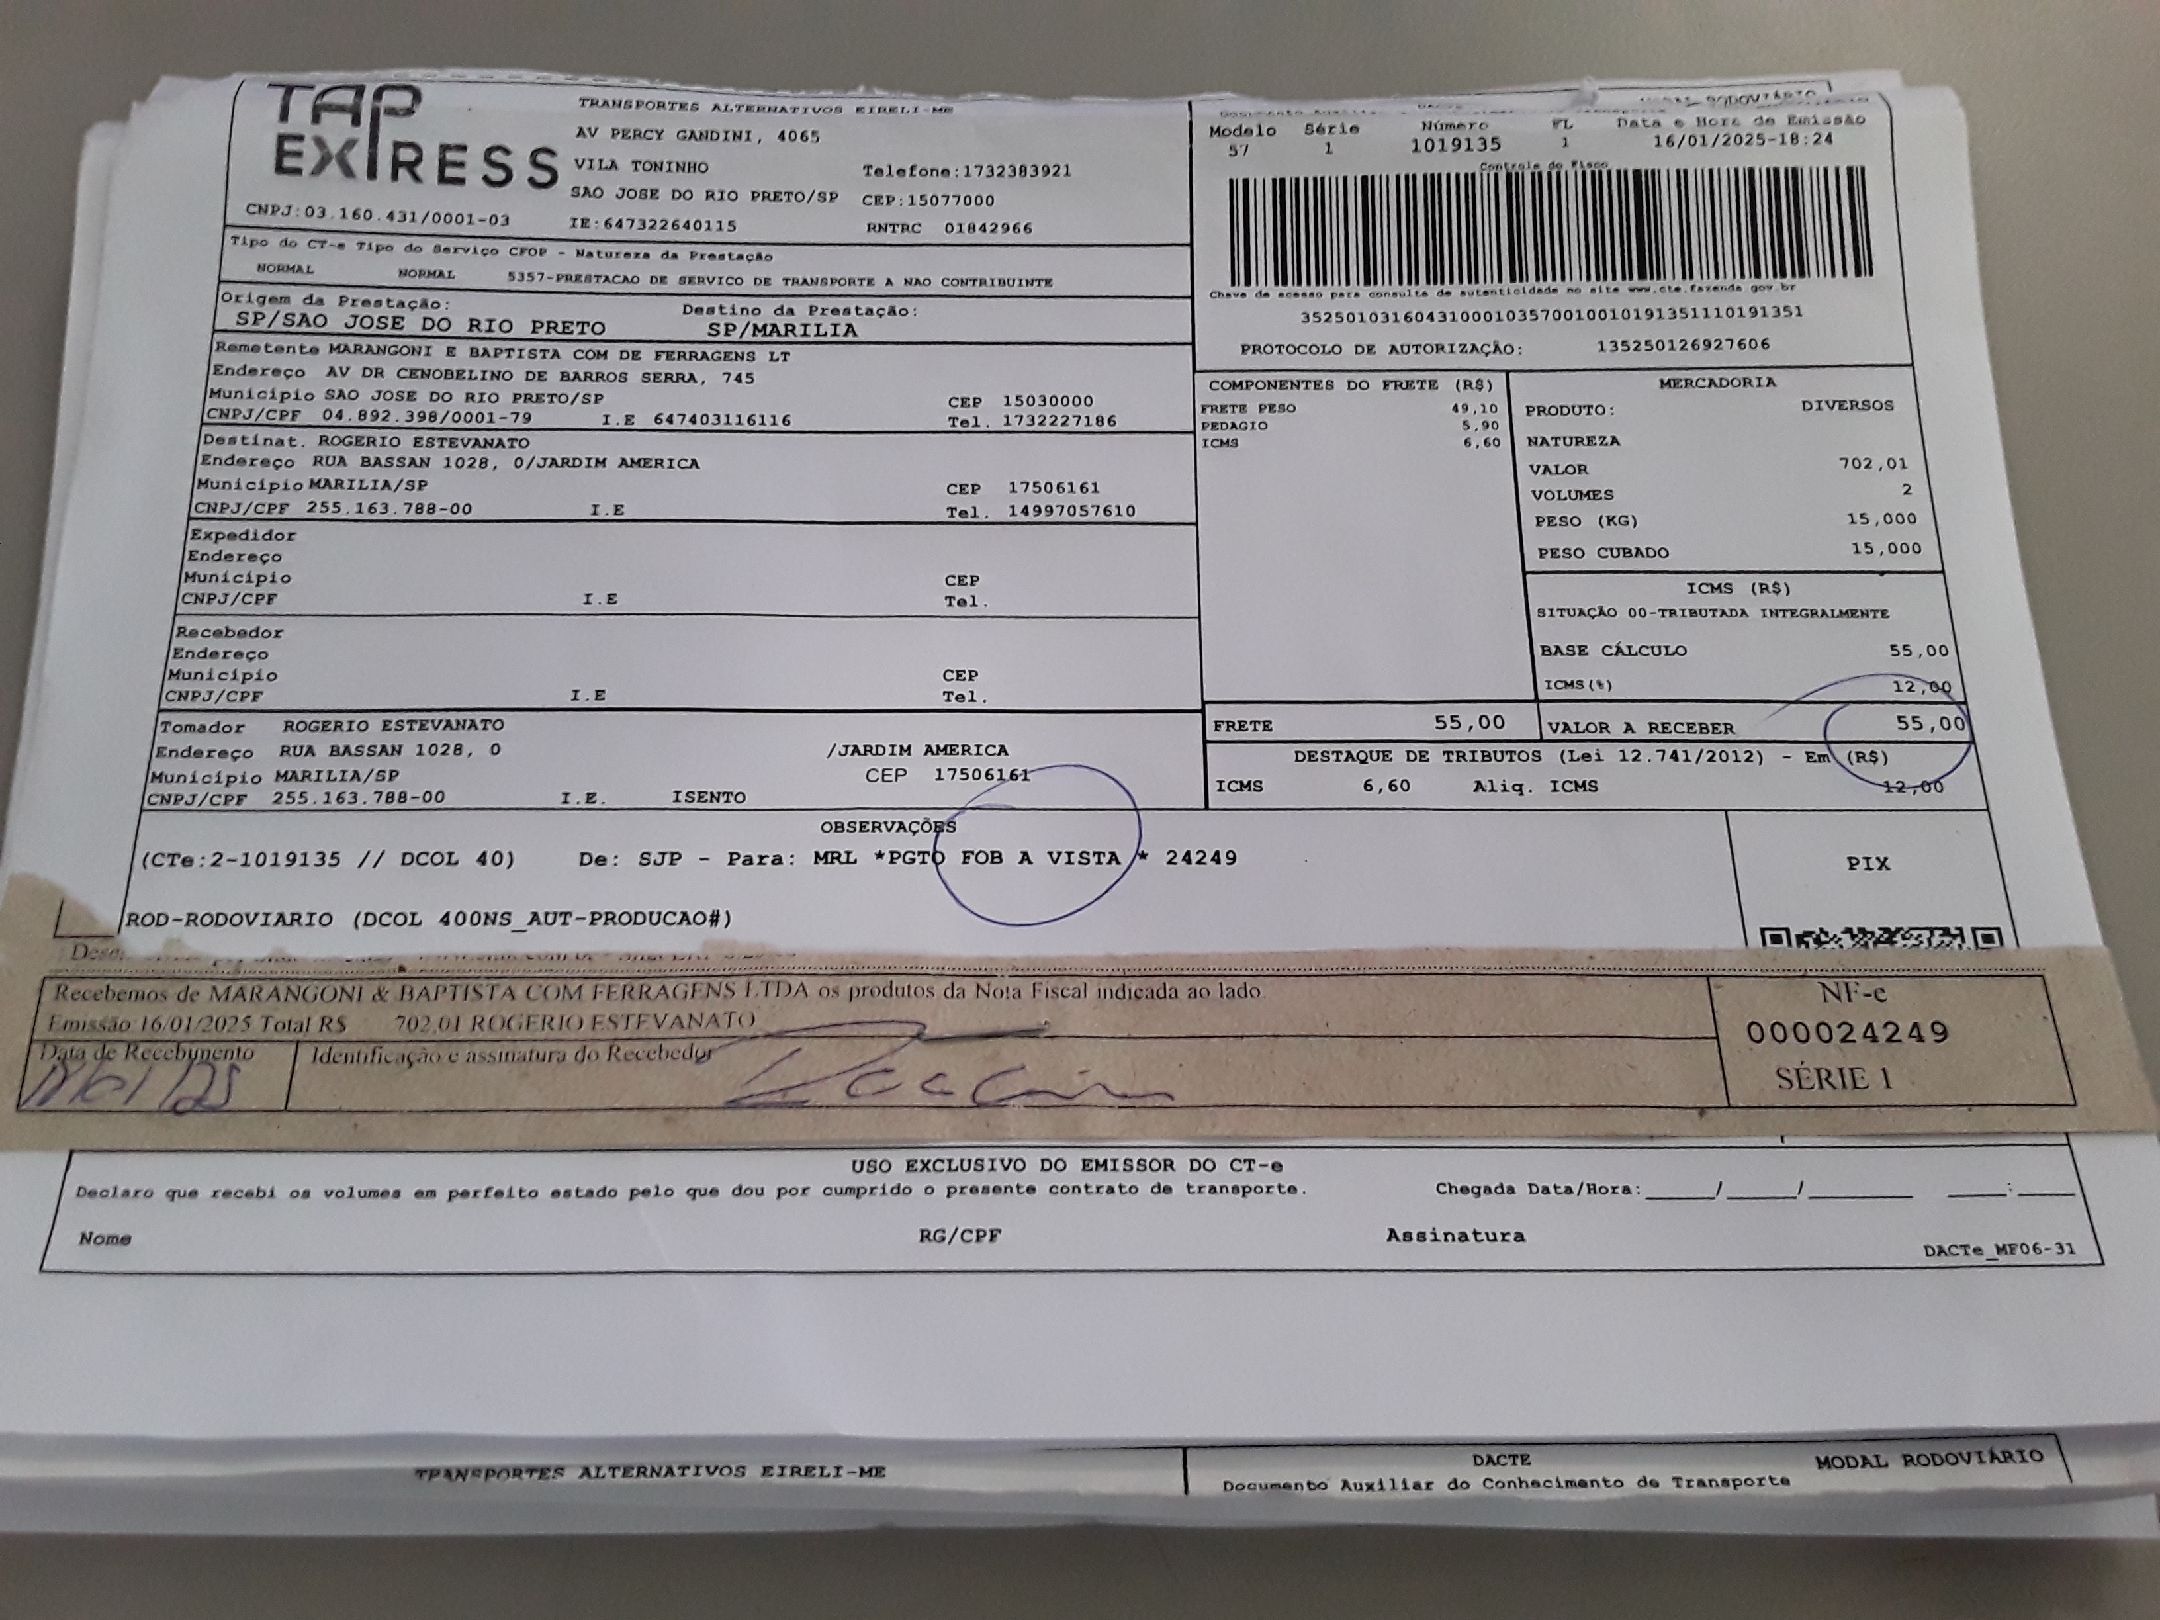 TAP EXPRESS
TRANSPORTES ALTERNATIVOS EIRELI-ME
AV PERCY GANDINI, 4065
VILA TONINHO Telefone:1732383921
SAO JOSE DO RIO PRETO/SP CEP:15077000
CNPJ:03.160.431/0001-03 IE:647322640115 RNTRC 01842966
Tipo do CT-e Tipo do Serviço CFOP - Natureza da Prestação
NORMAL NORMAL 5357-PRESTACAO DE SERVICO DE TRANSPORTE A NAO CONTRIBUINTE
Origem da Prestação: Destino da Prestação:
SP/SAO JOSE DO RIO PRETO SP/MARILIA
Remetente MARANGONI E BAPTISTA COM DE FERRAGENS LT
Endereço AV DR CENOBELINO DE BARROS SERRA, 745
Município SAO JOSE DO RIO PRETO/SP CEP 15030000
CNPJ/CPF 04.892.398/0001-79 I.E 647403116116 Tel. 1732227186
Destinat. ROGERIO ESTEVANATO
Endereço RUA BASSAN 1028, 0/JARDIM AMERICA
Município MARILIA/SP CEP 17506161
CNPJ/CPF 255.163.788-00 I.E Tel. 14997057610
Expedidor
Endereço
Município CEP
CNPJ/CPF I.E Tel.
Recebedor
Endereço
Município CEP
CNPJ/CPF I.E Tel.
Tomador ROGERIO ESTEVANATO
Endereço RUA BASSAN 1028, 0 /JARDIM AMERICA
Município MARILIA/SP CEP 17506161
CNPJ/CPF 255.163.788-00 I.E. ISENTO
RODOVIÁRIO
Modelo Série Número FL Data e Hora de Emissão
57 1 1019135 1 16/01/2025-18:24
Controle do Fisco
Chave de acesso para consulta de autenticidade no site www.cte.fazenda.gov.br
35250103160431000103570010010191351110191351
PROTOCOLO DE AUTORIZAÇÃO: 135250126927606
COMPONENTES DO FRETE (R$)
FRETE PESO 49,10
PEDAGIO 5,90
ICMS 6,60
MERCADORIA
PRODUTO: DIVERSOS
NATUREZA
VALOR 702,01
VOLUMES 2
PESO (KG) 15,000
PESO CUBADO 15,000
ICMS (R$)
SITUAÇÃO 00-TRIBUTADA INTEGRALMENTE
BASE CÁLCULO 55,00
ICMS(%) 12,00
FRETE 55,00 VALOR A RECEBER 55,00
DESTAQUE DE TRIBUTOS (Lei 12.741/2012) - Em (R$)
ICMS 6,60 Aliq. ICMS 12,00
OBSERVAÇÕES
(CTe:2-1019135 // DCOL 40) De: SJP - Para: MRL *PGTO FOB A VISTA * 24249
PIX
ROD-RODOVIARIO (DCOL 400NS_AUT-PRODUCAO#)
Recebemos de MARANGONI & BAPTISTA COM FERRAGENS LTDA os produtos da Nota Fiscal indicada ao lado.
Emissão 16/01/2025 Total R$ 702,01 ROGERIO ESTEVANATO
Data de Recebimento Identificação e assinatura do Recebedor
NF-e
000024249
SÉRIE 1
USO EXCLUSIVO DO EMISSOR DO CT-e
Declaro que recebi os volumes em perfeito estado pelo que dou por cumprido o presente contrato de transporte. Chegada Data/Hora:____/____/______ ___:____
Nome RG/CPF Assinatura
DACTe_MF06-31
TRANSPORTES ALTERNATIVOS EIRELI-ME DACTE MODAL RODOVIÁRIO
Documento Auxiliar do Conhecimento de Transporte